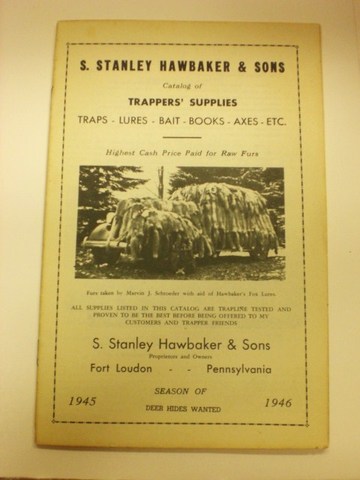 S. STANLEY HAWBAKER & SONS
Catalog of
TRAPPERS' SUPPLIES
TRAPS - LURES - BAIT - BOOKS - AXES - ETC.
Highest Cash Price Paid for Raw Furs
Furs taken by Marvin J. Schroeder with aid of Hawbaker's Fox Lures.
ALL SUPPLIES LISTED IN THIS CATALOG ARE TRAPLINE TESTED AND
PROVEN TO BE THE BEST BEFORE BEING OFFERED TO MY
CUSTOMERS AND TRAPPER FRIENDS
S. Stanley Hawbaker & Sons
Proprietors and Owners
Fort Loudon - - Pennsylvania
SEASON OF
1945 1946
DEER HIDES WANTED